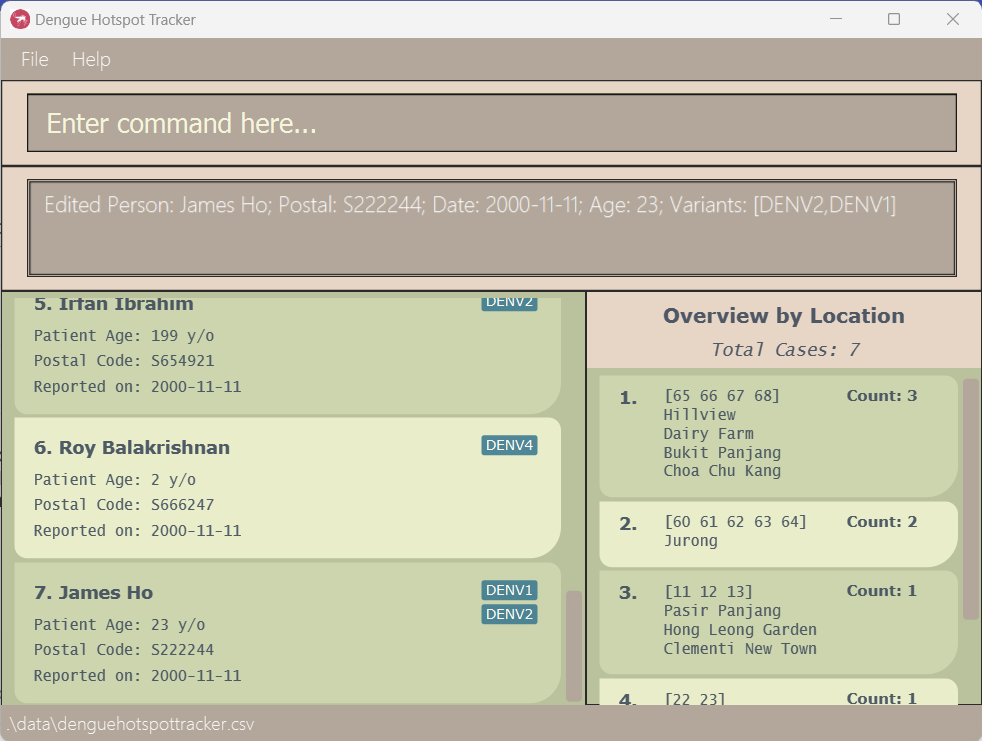 Dengue Hotspot Tracker
File Help
Enter command here...
Edited Person: James Ho; Postal: S222244; Date: 2000-11-11; Age: 23; Variants: [DENV2,DENV1]
5. Irfan Ibrahim
DENV2
Patient Age: 199 y/o
Postal Code: S654921
Reported on: 2000-11-11
6. Roy Balakrishnan
DENV4
Patient Age: 2 y/o
Postal Code: S666247
Reported on: 2000-11-11
7. James Ho
DENV1
DENV2
Patient Age: 23 y/o
Postal Code: S222244
Reported on: 2000-11-11
Overview by Location
Total Cases: 7
1. [65 66 67 68] Count: 3
Hillview
Dairy Farm
Bukit Panjang
Choa Chu Kang
2. [60 61 62 63 64] Count: 2
Jurong
3. [11 12 13] Count: 1
Pasir Panjang
Hong Leong Garden
Clementi New Town
4. [22 23] Count: 1
.\data\denguehotspottracker.csv